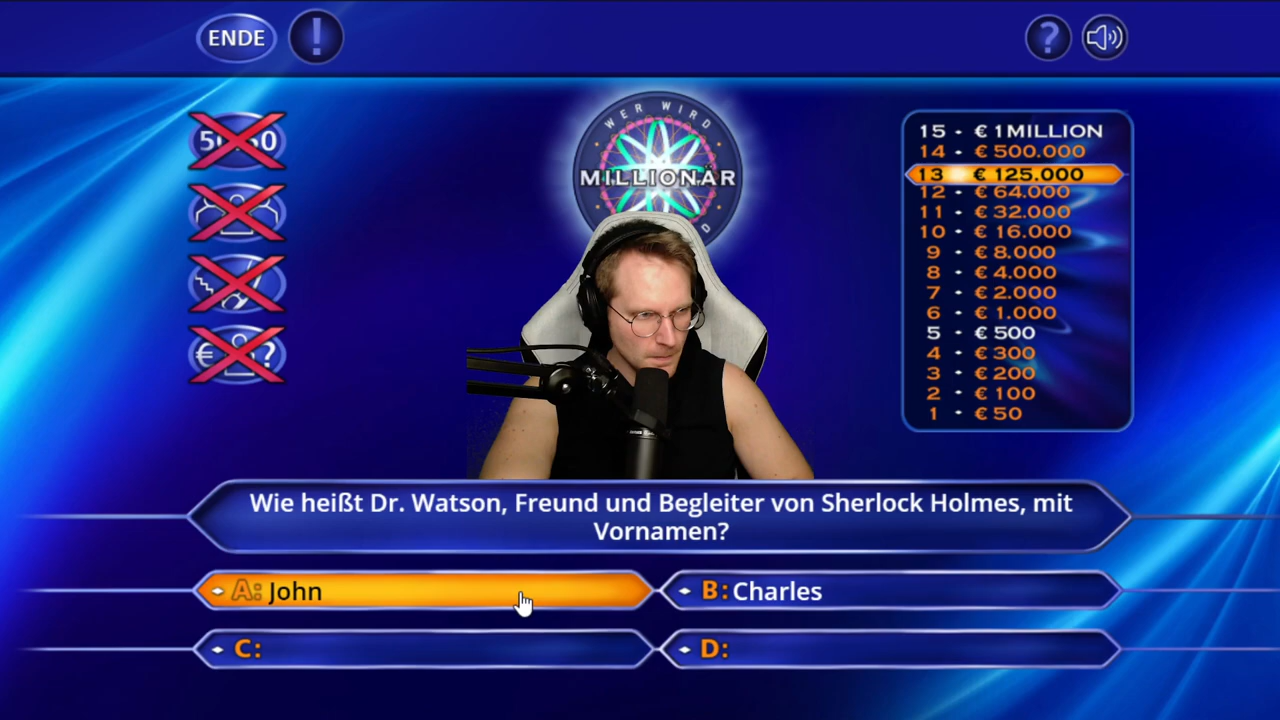 ENDE
!
?
WER WIRD
MILLIONÄR
15 · € 1 MILLION
14 · € 500.000
13 · € 125.000
12 · € 64.000
11 · € 32.000
10 · € 16.000
9 · € 8.000
8 · € 4.000
7 · € 2.000
6 · € 1.000
5 · € 500
4 · € 300
3 · € 200
2 · € 100
1 · € 50
€ ?
Wie heißt Dr. Watson, Freund und Begleiter von Sherlock Holmes, mit
Vornamen?
A: John
B: Charles
C:
D: